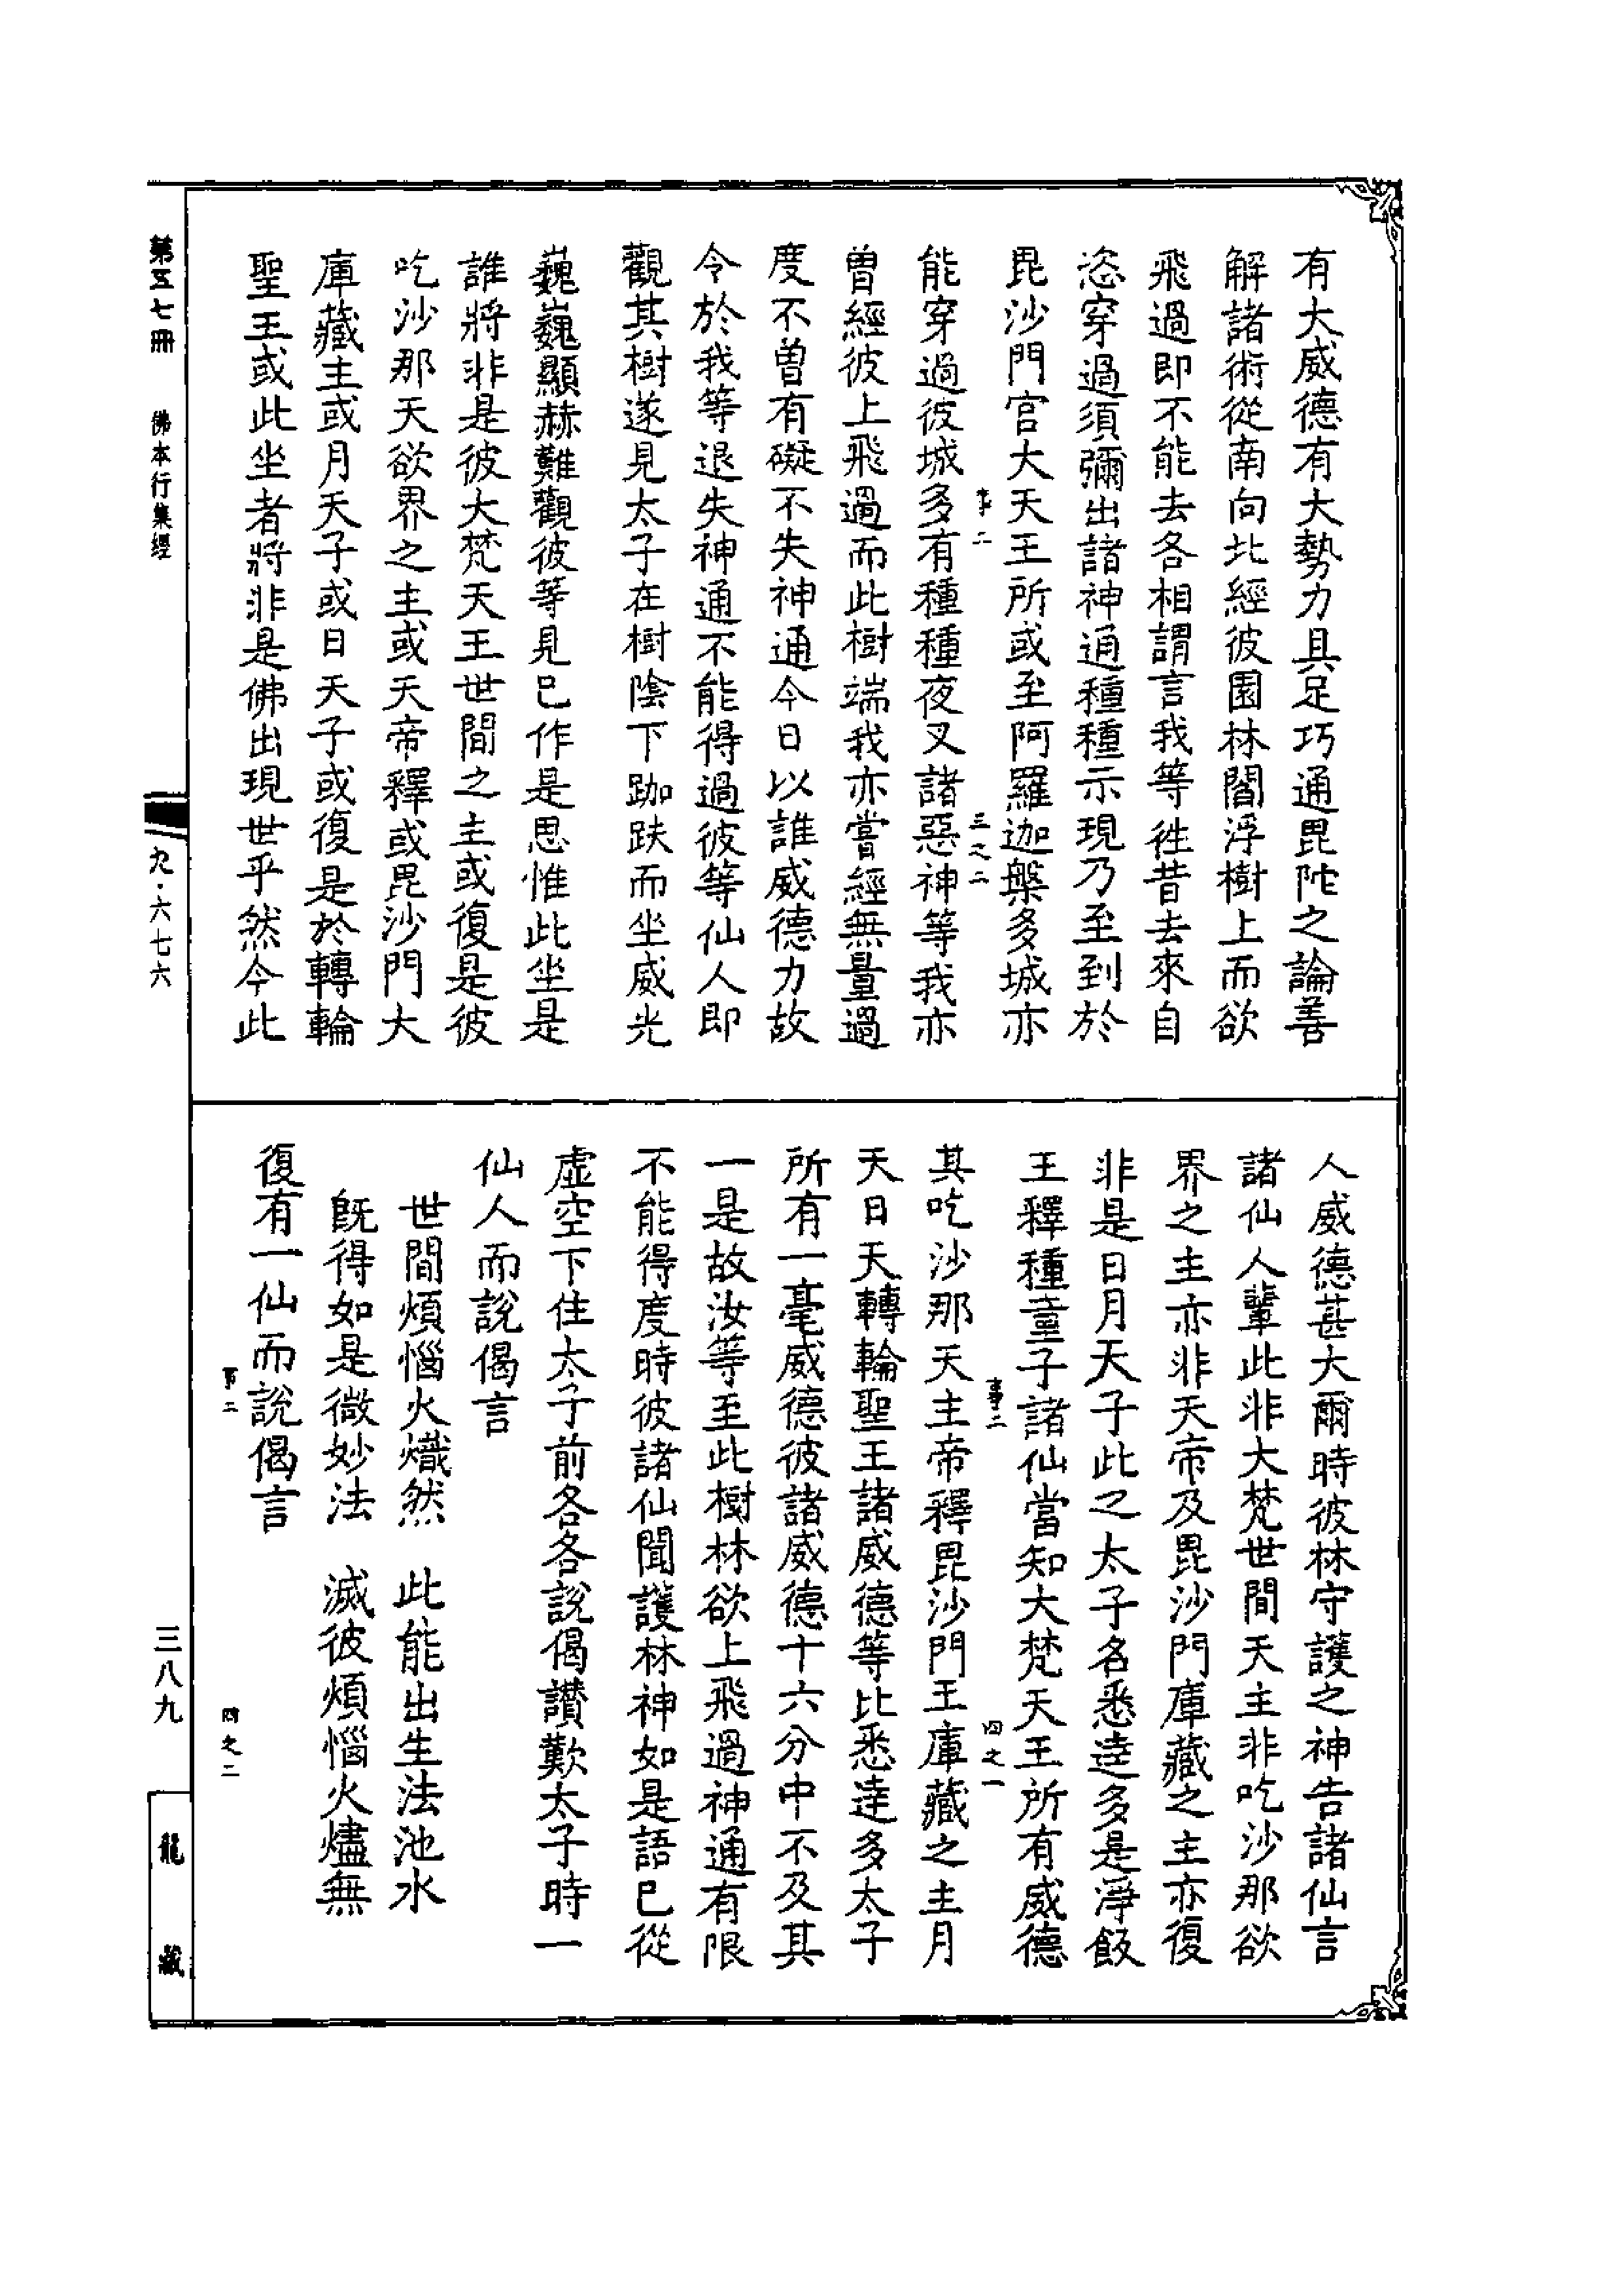 有大威德有大勢力具足巧通毘陀之論善
解諸術從南向北經彼園林閻浮樹上而欲
飛過即不能去各相謂言我等徃昔去來自
恣穿過須彌出諸神通種種示現乃至到於
毘沙門宫大天王所或至阿羅迦槃多城亦
事二
三之二
能穿過彼城多有種種夜叉諸惡神等我亦
曾經彼上飛過而此樹端我亦嘗經無量過
度不曾有礙不失神通今日以誰威德力故
令於我等退失神通不能得過彼等仙人即
觀其樹遂見太子在樹陰下跏趺而坐威光
巍巍顯赫難觀彼等見已作是思惟此坐是
誰將非是彼大梵天王世間之主或復是彼
吃沙那天欲界之主或天帝釋或毘沙門大
庫藏主或月天子或日天子或復是於轉輪
聖王或此坐者將非是佛出現世乎然今此
人威德甚大爾時彼林守護之神告諸仙言
諸仙人輩此非大梵世間天主非吃沙那欲
界之主亦非天帝及毘沙門庫藏之主亦復
非是日月天子此之太子名悉逹多是淨飯
王釋種童子諸仙當知大梵天王所有威德
事二
四之一
其吃沙那天主帝釋毘沙門王庫藏之主月
天日天轉輪聖王諸威德等比悉逹多太子
所有一毫威德彼諸威德十六分中不及其
一是故汝等至此樹林欲上飛過神通有限
不能得度時彼諸仙聞護林神如是語已從
虛空下住太子前各各說偈讃歎太子時一
仙人而說偈言
世間煩惱火熾然　此能出生法池水
旣得如是微妙法　滅彼煩惱火燼無
復有一仙而說偈言
事二
四之二
第五七冊　佛本行集經
九·六七六
三八九
龍藏